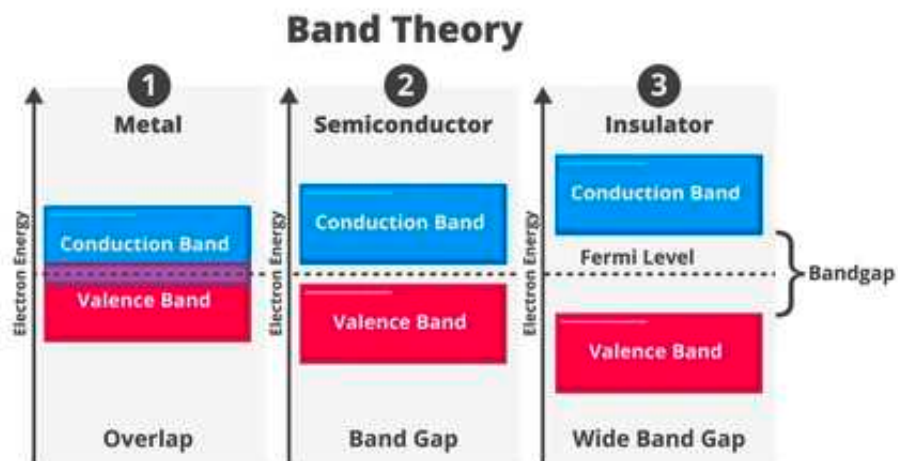 Band Theory
1
Metal
Electron Energy
Conduction Band
Valence Band
Overlap
2
Semiconductor
Electron Energy
Conduction Band
Valence Band
Band Gap
3
Insulator
Electron Energy
Conduction Band
Fermi Level
Bandgap
Valence Band
Wide Band Gap